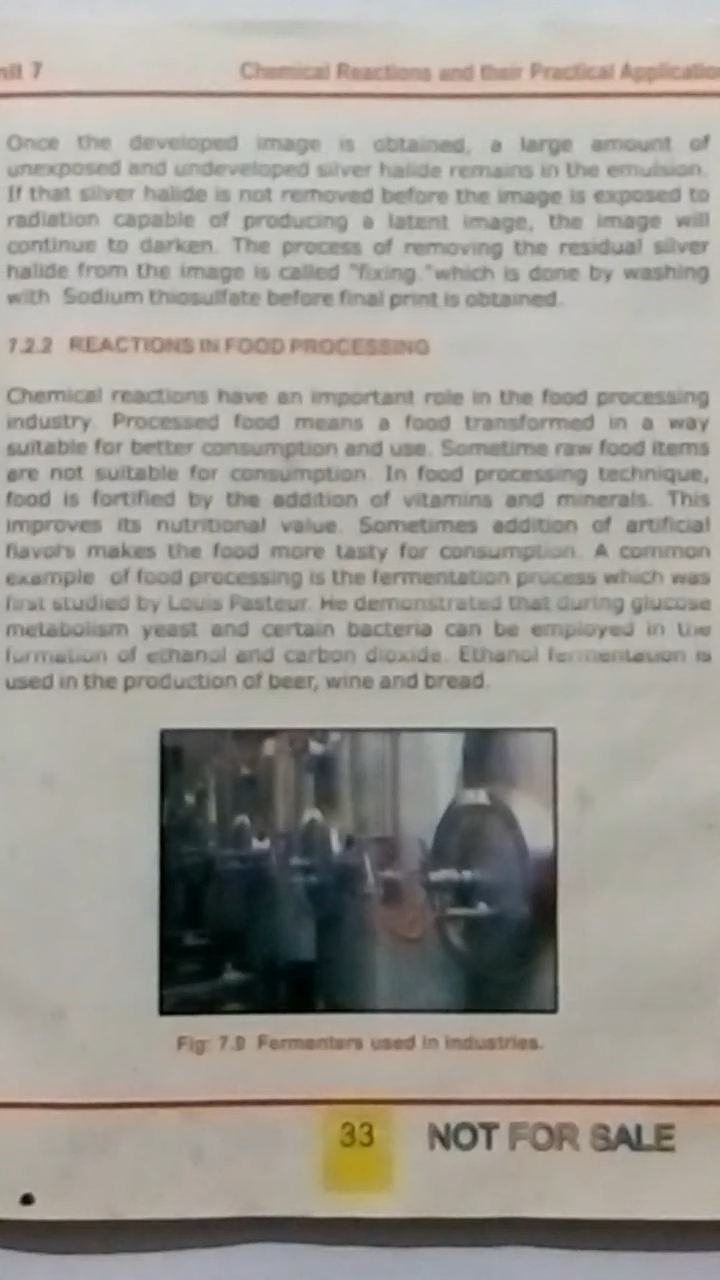 nit 7 Chemical Reactions and their Practical Applicatio
Once the developed image is obtained, a large amount of
unexposed and undeveloped silver halide remains in the emulsion.
If that silver halide is not removed before the image is exposed to
radiation capable of producing a latent image, the image will
continue to darken. The process of removing the residual silver
halide from the image is called "fixing,"which is done by washing
with Sodium thiosulfate before final print is obtained.
7.2.2 REACTIONS IN FOOD PROCESSING
Chemical reactions have an important role in the food processing
industry. Processed food means a food transformed in a way
suitable for better consumption and use. Sometime raw food items
are not suitable for consumption. In food processing technique,
food is fortified by the addition of vitamins and minerals. This
improves its nutritional value. Sometimes addition of artificial
flavors makes the food more tasty for consumption. A common
example of food processing is the fermentation process which was
first studied by Louis Pasteur. He demonstrated that during glucose
metabolism yeast and certain bacteria can be employed in the
formation of ethanol and carbon dioxide. Ethanol fermentation is
used in the production of beer, wine and bread.
Fig: 7.9 Fermenters used in industries.
33 NOT FOR SALE